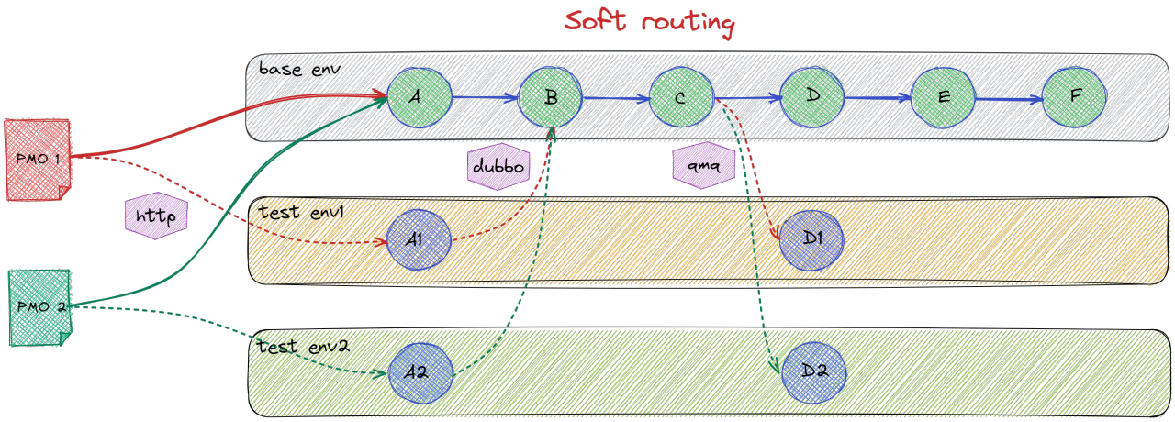 Soft routing
base env
A
B
C
D
E
F
PMO 1
dubbo
qmq
http
test env1
A1
D1
PMO 2
test env2
A2
D2